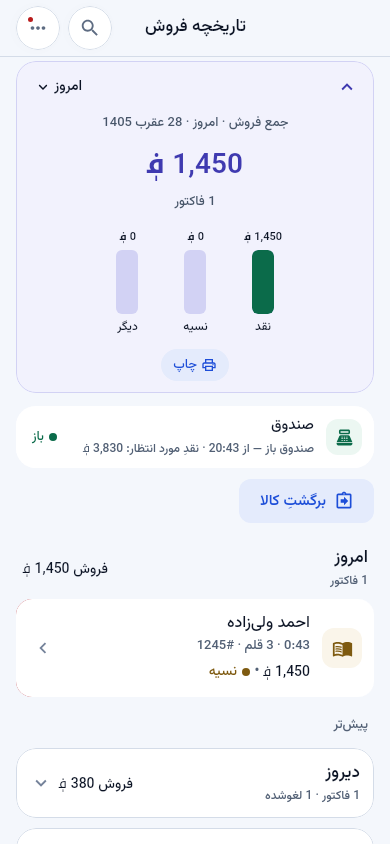 تاریخچه فروش
امروز
جمع فروش · امروز · 28 عقرب 1405
1,450 ؋
1 فاکتور
1,450 ؋
0 ؋
0 ؋
نقد
نسیه
دیگر
چاپ
صندوق
صندوق باز — از 20:43 · نقدِ مورد انتظار: 3,830 ؋
باز
برگشتِ کالا
امروز
1 فاکتور
فروش 1,450 ؋
احمد ولی‌زاده
0:43 · 3 قلم · #1245
1,450 ؋ • نسیه
پیش‌تر
دیروز
1 فاکتور · 1 لغوشده
فروش 380 ؋